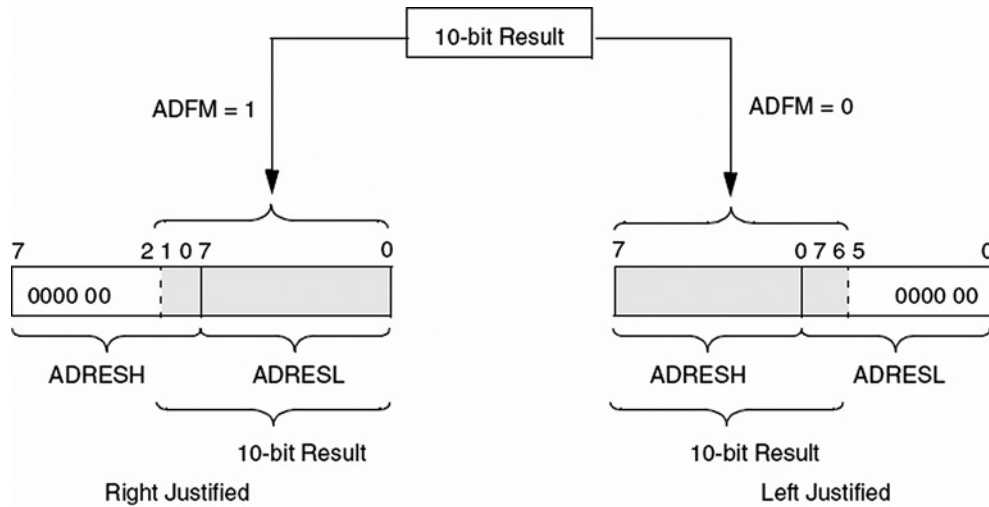 10-bit Result
ADFM = 1
ADFM = 0
7 2 1 0 7 0
7 0 7 6 5 0
0000 00
0000 00
ADRESH ADRESL
ADRESH ADRESL
10-bit Result
10-bit Result
Right Justified
Left Justified